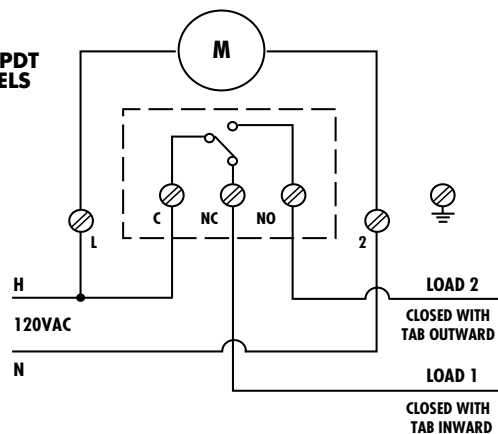 PDT
ELS
M
C
NC
NO
L
2
H
LOAD 2
120VAC
CLOSED WITH
TAB OUTWARD
N
LOAD 1
CLOSED WITH
TAB INWARD